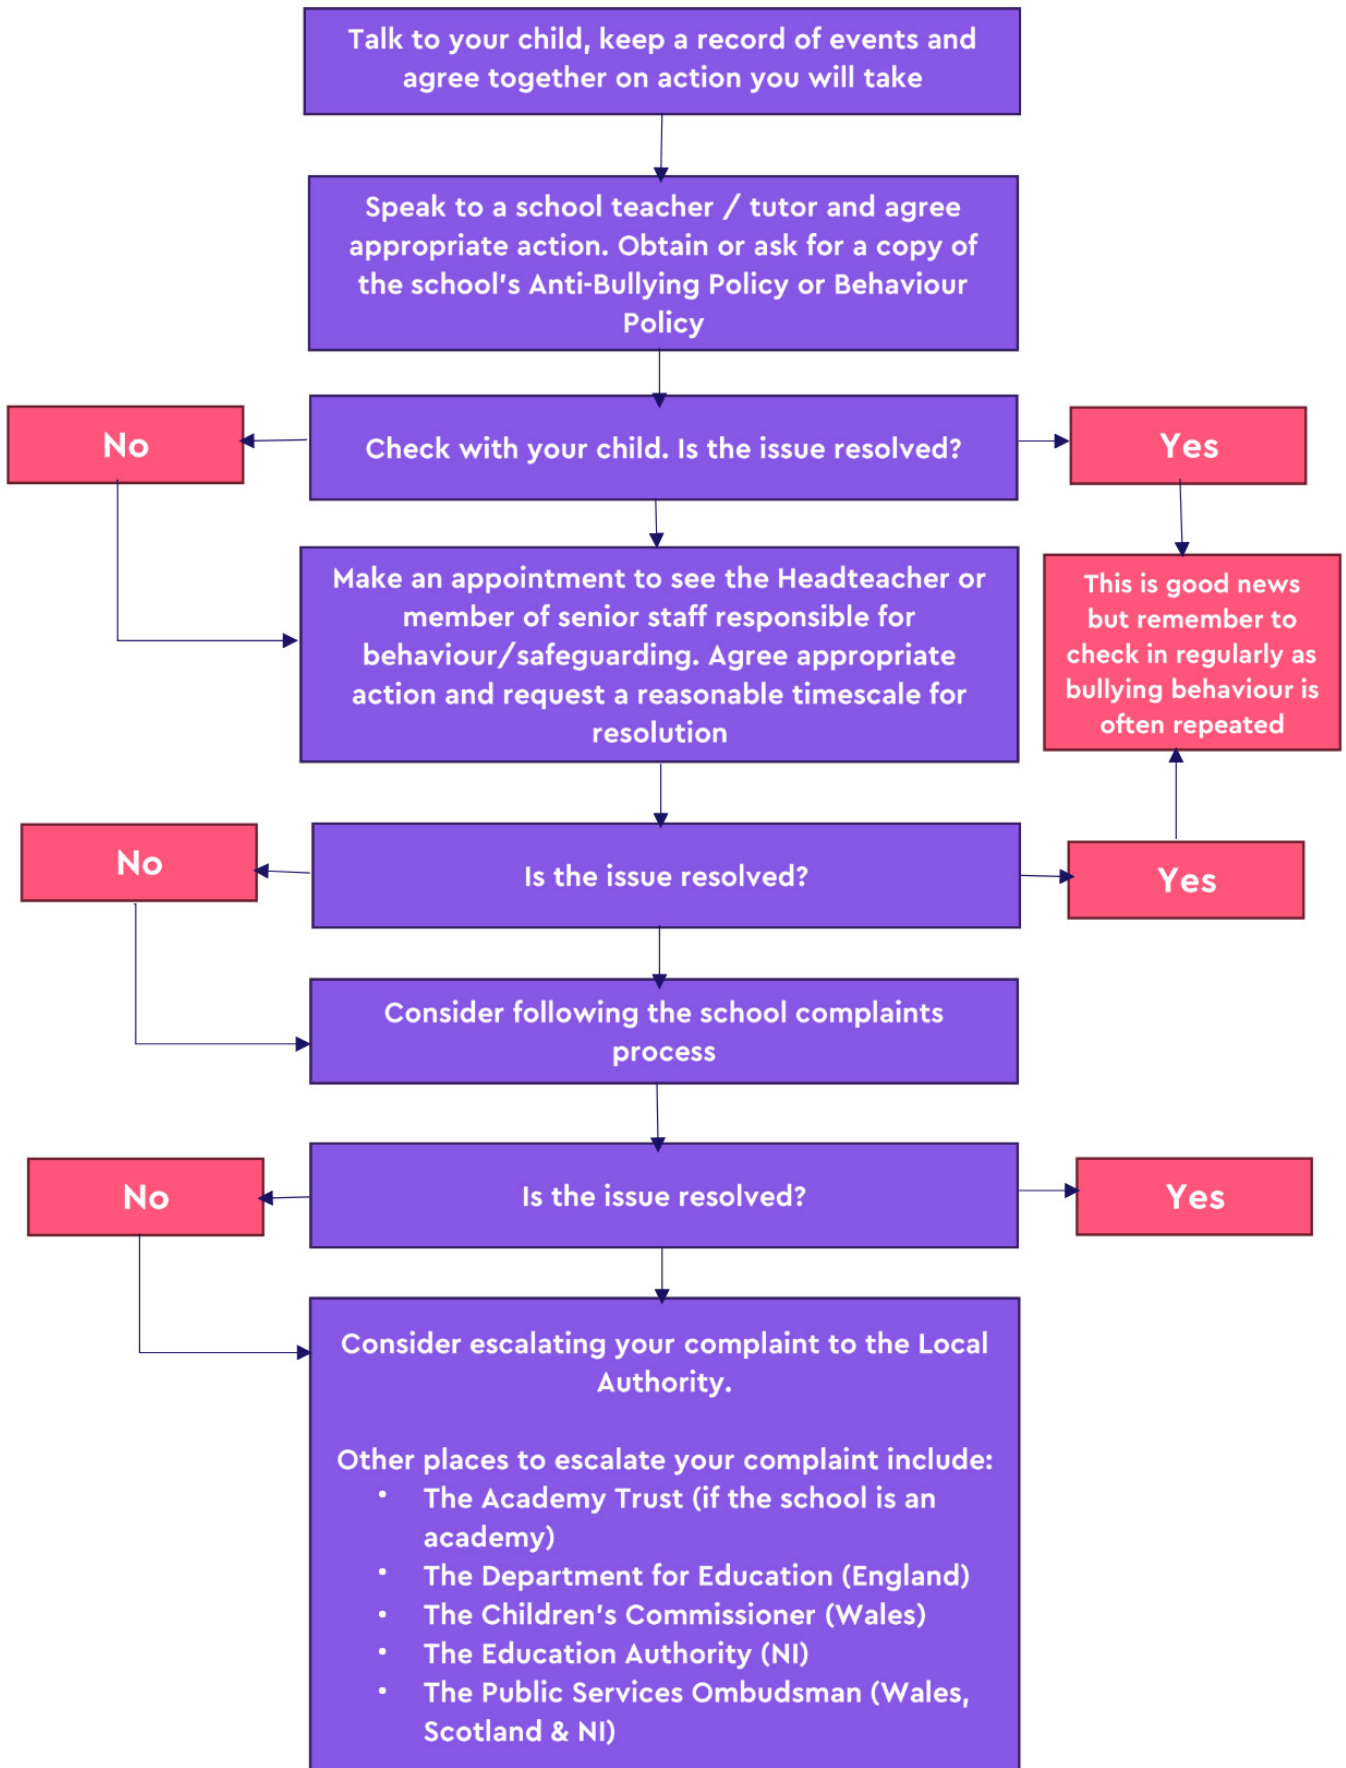 Talk to your child, keep a record of events and
agree together on action you will take
Speak to a school teacher / tutor and agree
appropriate action. Obtain or ask for a copy of
the school's Anti-Bullying Policy or Behaviour
Policy
No
Check with your child. Is the issue resolved?
Yes
Make an appointment to see the Headteacher or
member of senior staff responsible for
behaviour/safeguarding. Agree appropriate
action and request a reasonable timescale for
resolution
This is good news
but remember to
check in regularly as
bullying behaviour is
often repeated
No
Is the issue resolved?
Yes
Consider following the school complaints
process
No
Is the issue resolved?
Yes
Consider escalating your complaint to the Local
Authority.
Other places to escalate your complaint include:
• The Academy Trust (if the school is an
academy)
• The Department for Education (England)
• The Children's Commissioner (Wales)
• The Education Authority (NI)
• The Public Services Ombudsman (Wales,
Scotland & NI)